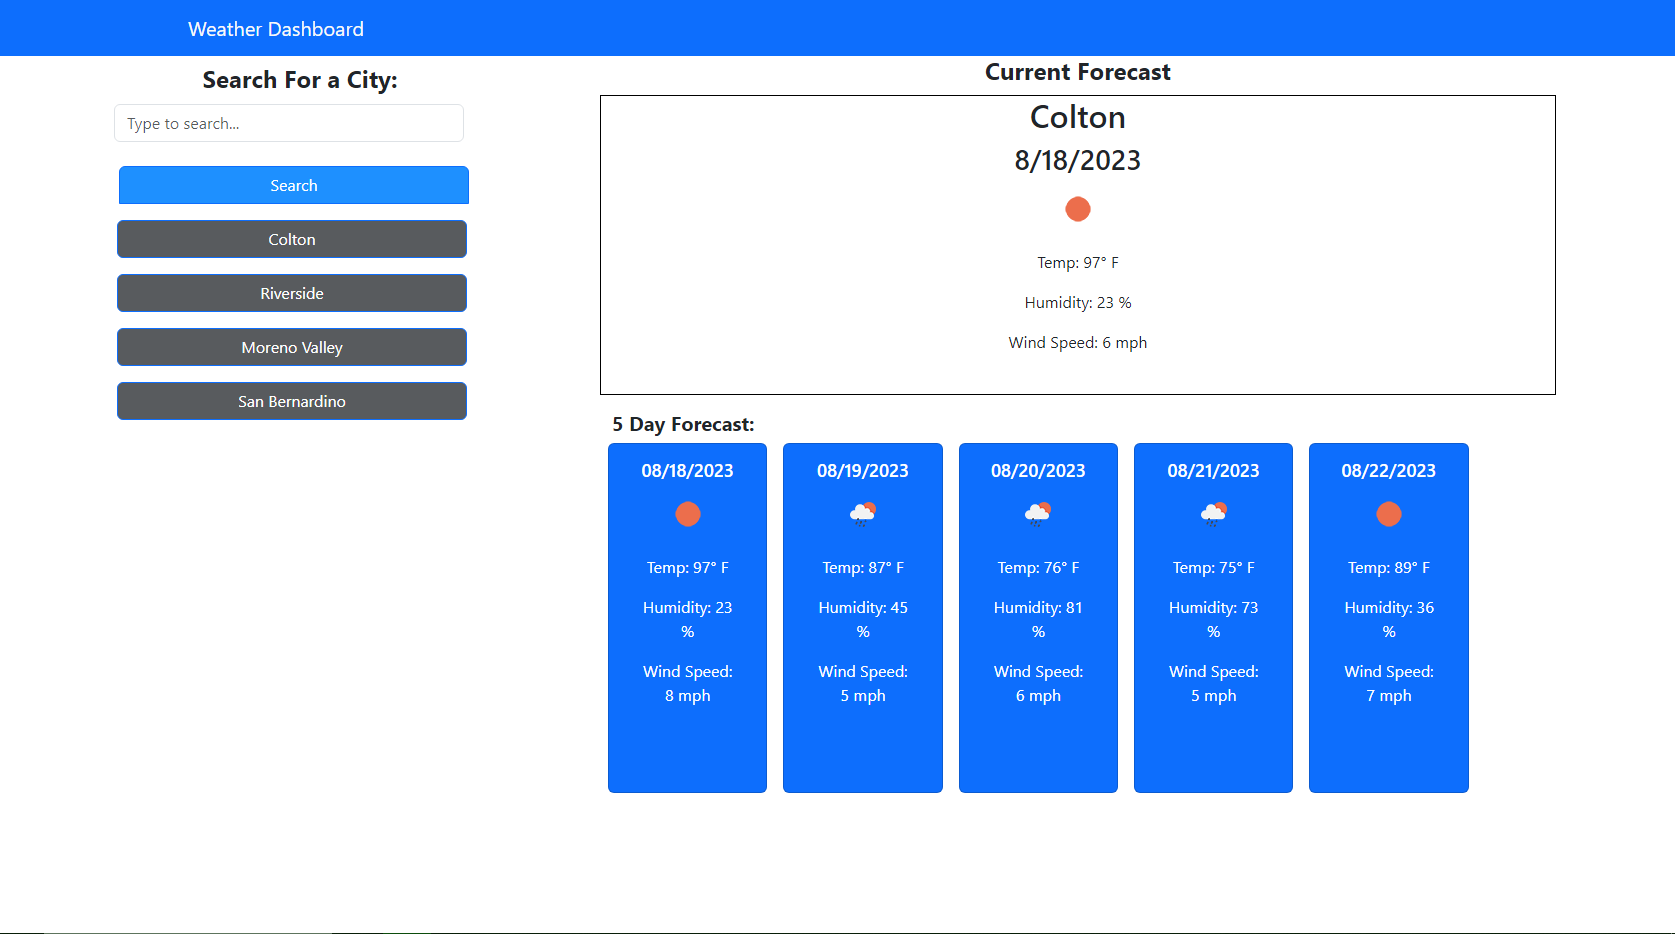 Weather Dashboard
Search For a City:
Type to search...
Search
Colton
Riverside
Moreno Valley
San Bernardino
Current Forecast
Colton
8/18/2023
Temp: 97° F
Humidity: 23 %
Wind Speed: 6 mph
5 Day Forecast:
08/18/2023
Temp: 97° F
Humidity: 23
%
Wind Speed:
8 mph
08/19/2023
Temp: 87° F
Humidity: 45
%
Wind Speed:
5 mph
08/20/2023
Temp: 76° F
Humidity: 81
%
Wind Speed:
6 mph
08/21/2023
Temp: 75° F
Humidity: 73
%
Wind Speed:
5 mph
08/22/2023
Temp: 89° F
Humidity: 36
%
Wind Speed:
7 mph